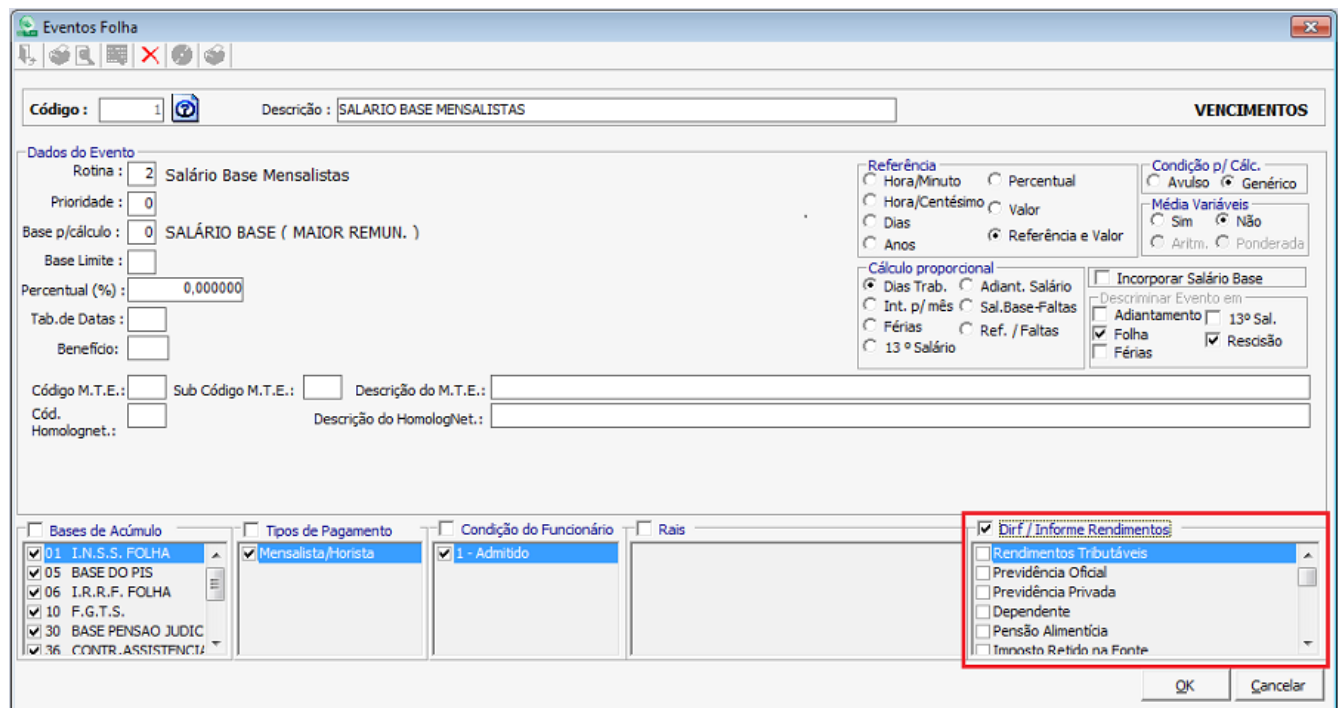 Eventos Folha
Código : 1 Descrição : SALARIO BASE MENSALISTAS VENCIMENTOS
Dados do Evento
Rotina : 2 Salário Base Mensalistas
Prioridade : 0
Base p/cálculo : 0 SALÁRIO BASE ( MAIOR REMUN. )
Base Limite :
Percentual (%) : 0,000000
Tab.de Datas :
Benefício:
Referência
Hora/Minuto Percentual
Hora/Centésimo Valor
Dias
Anos Referência e Valor
Condição p/ Cálc.
Avulso Genérico
Média Variáveis
Sim Não
Aritm. Ponderada
Cálculo proporcional
Dias Trab. Adiant. Salário
Int. p/ mês Sal.Base-Faltas
Férias Ref. / Faltas
13 º Salário
Incorporar Salário Base
Descriminar Evento em
Adiantamento 13º Sal.
Folha Rescisão
Férias
Código M.T.E.: Sub Código M.T.E.: Descrição do M.T.E.:
Cód.
Homolognet.: Descrição do HomologNet.:
Bases de Acúmulo
01 I.N.S.S. FOLHA
05 BASE DO PIS
06 I.R.R.F. FOLHA
10 F.G.T.S.
30 BASE PENSAO JUDIC
36 CONTR.ASSISTENCIA
Tipos de Pagamento
Mensalista/Horista
Condição do Funcionário
1 - Admitido
Rais
Dirf / Informe Rendimentos
Rendimentos Tributáveis
Previdência Oficial
Previdência Privada
Dependente
Pensão Alimentícia
Imposto Retido na Fonte
OK Cancelar